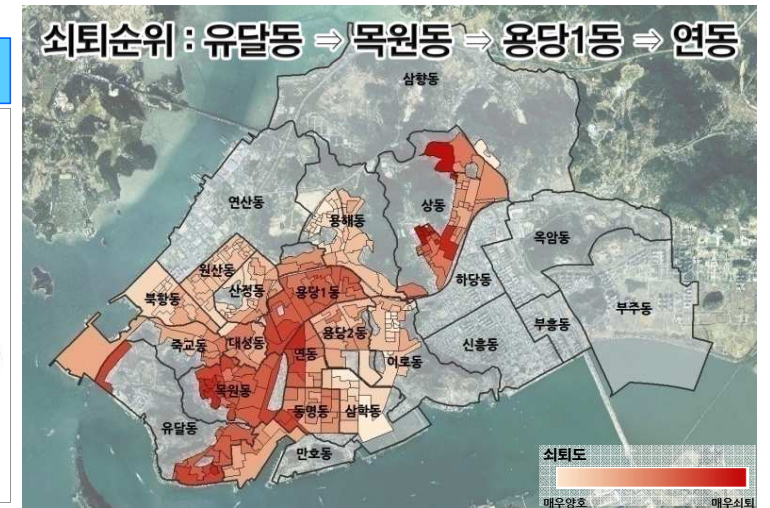 쇠퇴순위 : 유달동 ⇒ 목원동 ⇒ 용당1동 ⇒ 연동
삼향동
연산동
용해동
상동
옥암동
원산동
하당동
산정동
북항동
용당1동
부주동
부흥동
용당2동
죽교동
대성동
신흥동
연동
이로동
목원동
동명동
삼학동
유달동
만호동
쇠퇴도
매우양호
매우쇠퇴